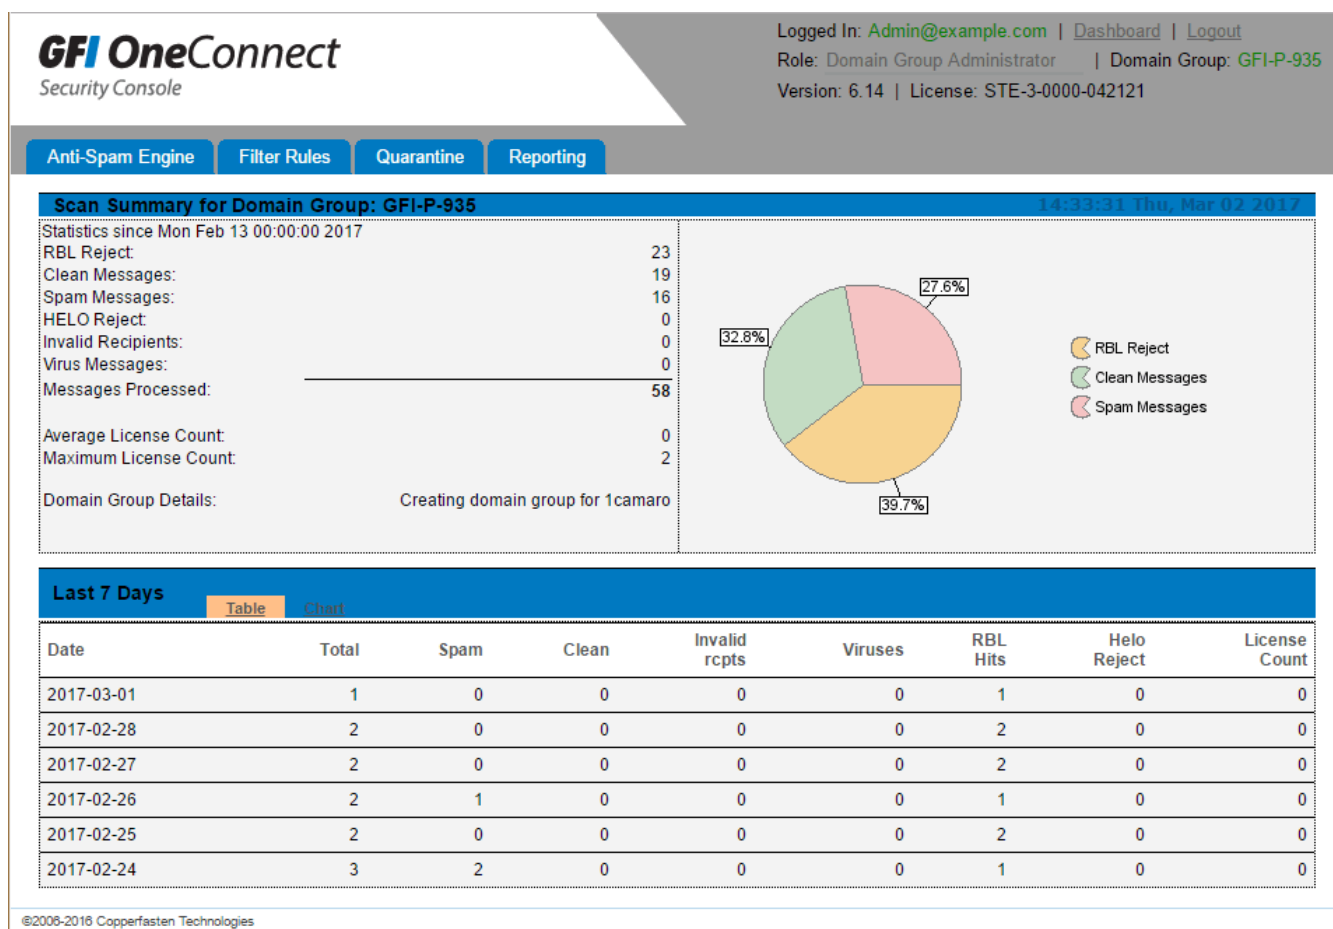 GFI OneConnect
Security Console
Logged In: Admin@example.com | Dashboard | Logout
Role: Domain Group Administrator | Domain Group: GFI-P-935
Version: 6.14 | License: STE-3-0000-042121
Anti-Spam Engine Filter Rules Quarantine Reporting
Scan Summary for Domain Group: GFI-P-935 14:33:31 Thu, Mar 02 2017
Statistics since Mon Feb 13 00:00:00 2017
RBL Reject: 23
Clean Messages: 19
Spam Messages: 16
HELO Reject: 0
Invalid Recipients: 0
Virus Messages: 0
Messages Processed: 58
Average License Count: 0
Maximum License Count: 2
Domain Group Details: Creating domain group for 1camaro
27.6%
32.8%
39.7%
RBL Reject
Clean Messages
Spam Messages
Last 7 Days Table Chart
Date Total Spam Clean Invalid rcpts Viruses RBL Hits Helo Reject License Count
2017-03-01 1 0 0 0 0 1 0 0
2017-02-28 2 0 0 0 0 2 0 0
2017-02-27 2 0 0 0 0 2 0 0
2017-02-26 2 1 0 0 0 1 0 0
2017-02-25 2 0 0 0 0 2 0 0
2017-02-24 3 2 0 0 0 1 0 0
©2006-2016 Copperfasten Technologies